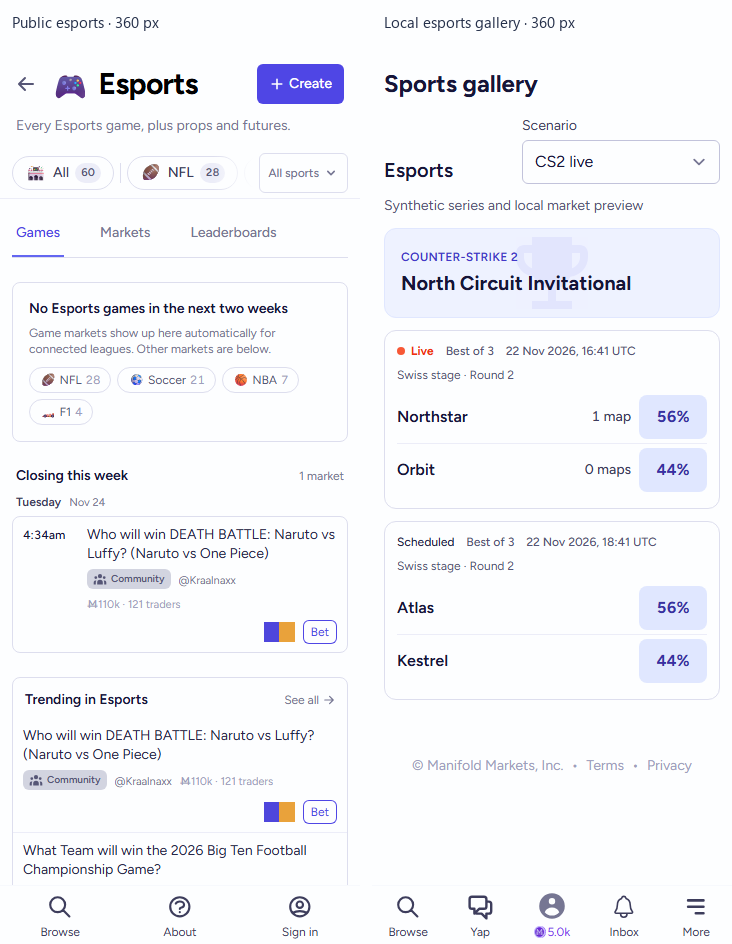 Public esports · 360 px
Esports
+ Create
Every Esports game, plus props and futures.
All 60
NFL 28
All sports
Games Markets Leaderboards
No Esports games in the next two weeks
Game markets show up here automatically for
connected leagues. Other markets are below.
NFL 28 Soccer 21 NBA 7
F1 4
Closing this week 1 market
Tuesday Nov 24
4:34am
Who will win DEATH BATTLE: Naruto vs
Luffy? (Naruto vs One Piece)
Community @Kraalnaxx
Ṁ110k · 121 traders
Bet
Trending in Esports See all →
Who will win DEATH BATTLE: Naruto vs Luffy?
(Naruto vs One Piece)
Community @Kraalnaxx Ṁ110k · 121 traders
Bet
What Team will win the 2026 Big Ten Football
Championship Game?
Browse About Sign in
Local esports gallery · 360 px
Sports gallery
Scenario
Esports
CS2 live
Synthetic series and local market preview
COUNTER-STRIKE 2
North Circuit Invitational
Live Best of 3 22 Nov 2026, 16:41 UTC
Swiss stage · Round 2
Northstar 1 map 56%
Orbit 0 maps 44%
Scheduled Best of 3 22 Nov 2026, 18:41 UTC
Swiss stage · Round 2
Atlas 56%
Kestrel 44%
© Manifold Markets, Inc. • Terms • Privacy
Browse Yap Ṁ5.0k Inbox More